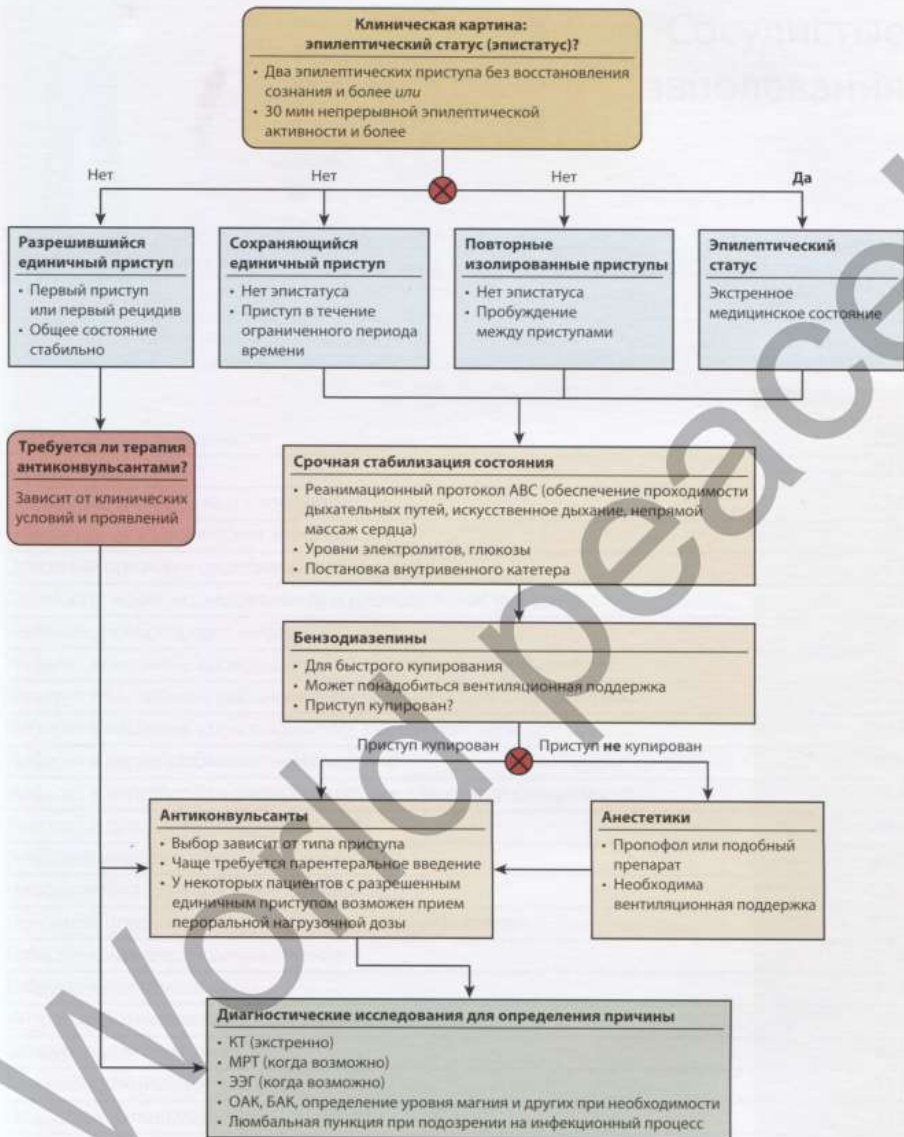 Клиническая картина:
эпилептический статус (эпистатус)?
• Два эпилептических приступа без восстановления
сознания и более или
• 30 мин непрерывной эпилептической
активности и более
Нет
Нет
Нет
Да
Разрешившийся
единичный приступ
• Первый приступ
или первый рецидив
• Общее состояние
стабильно
Сохраняющийся
единичный приступ
• Нет эпистатуса
• Приступ в течение
ограниченного периода
времени
Повторные
изолированные приступы
• Нет эпистатуса
• Пробуждение
между приступами
Эпилептический
статус
Экстренное
медицинское состояние
Требуется ли терапия
антиконвульсантами?
Зависит от клинических
условий и проявлений
Срочная стабилизация состояния
• Реанимационный протокол АВС (обеспечение проходимости
дыхательных путей, искусственное дыхание, непрямой
массаж сердца)
• Уровни электролитов, глюкозы
• Постановка внутривенного катетера
Бензодиазепины
• Для быстрого купирования
• Может понадобиться вентиляционная поддержка
• Приступ купирован?
Приступ купирован
Приступ не купирован
Антиконвульсанты
• Выбор зависит от типа приступа
• Чаще требуется парентеральное введение
• У некоторых пациентов с разрешенным
единичным приступом возможен прием
пероральной нагрузочной дозы
Анестетики
• Пропофол или подобный
препарат
• Необходима
вентиляционная поддержка
Диагностические исследования для определения причины
• КТ (экстренно)
• МРТ (когда возможно)
• ЭЭГ (когда возможно)
• ОАК, БАК, определение уровня магния и других при необходимости
• Люмбальная пункция при подозрении на инфекционный процесс
World peace